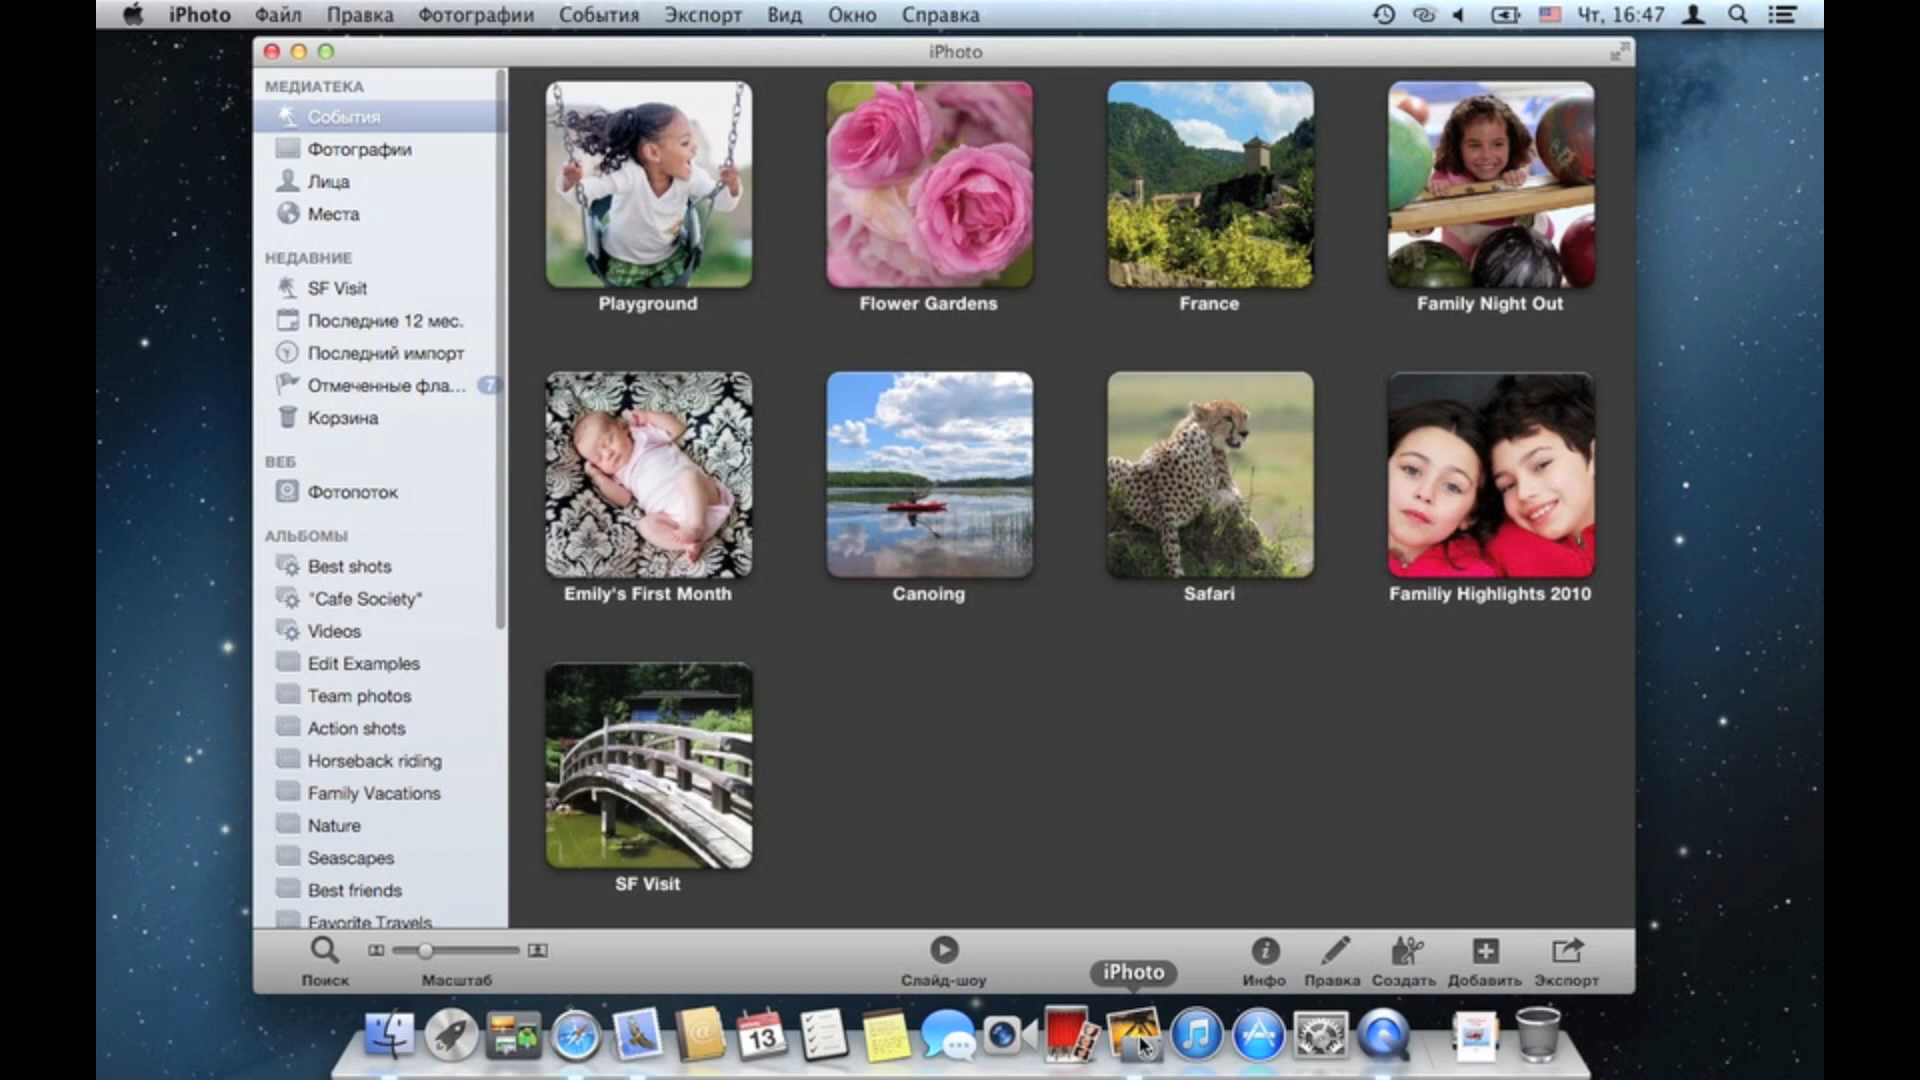 iPhoto Файл Правка Фотографии События Экспорт Вид Окно Справка Чт, 16:47
iPhoto
МЕДИАТЕКА
События
Фотографии
Лица
Места
НЕДАВНИЕ
SF Visit
Последние 12 мес.
Последний импорт
Отмеченные фла... 7
Корзина
ВЕБ
Фотопоток
АЛЬБОМЫ
Best shots
"Cafe Society"
Videos
Edit Examples
Team photos
Action shots
Horseback riding
Family Vacations
Nature
Seascapes
Best friends
Favorite Travels
Playground Flower Gardens France Family Night Out
Emily's First Month Canoing Safari Familiy Highlights 2010
SF Visit
Поиск Масштаб Слайд-шоу iPhoto Инфо Правка Создать Добавить Экспорт
13